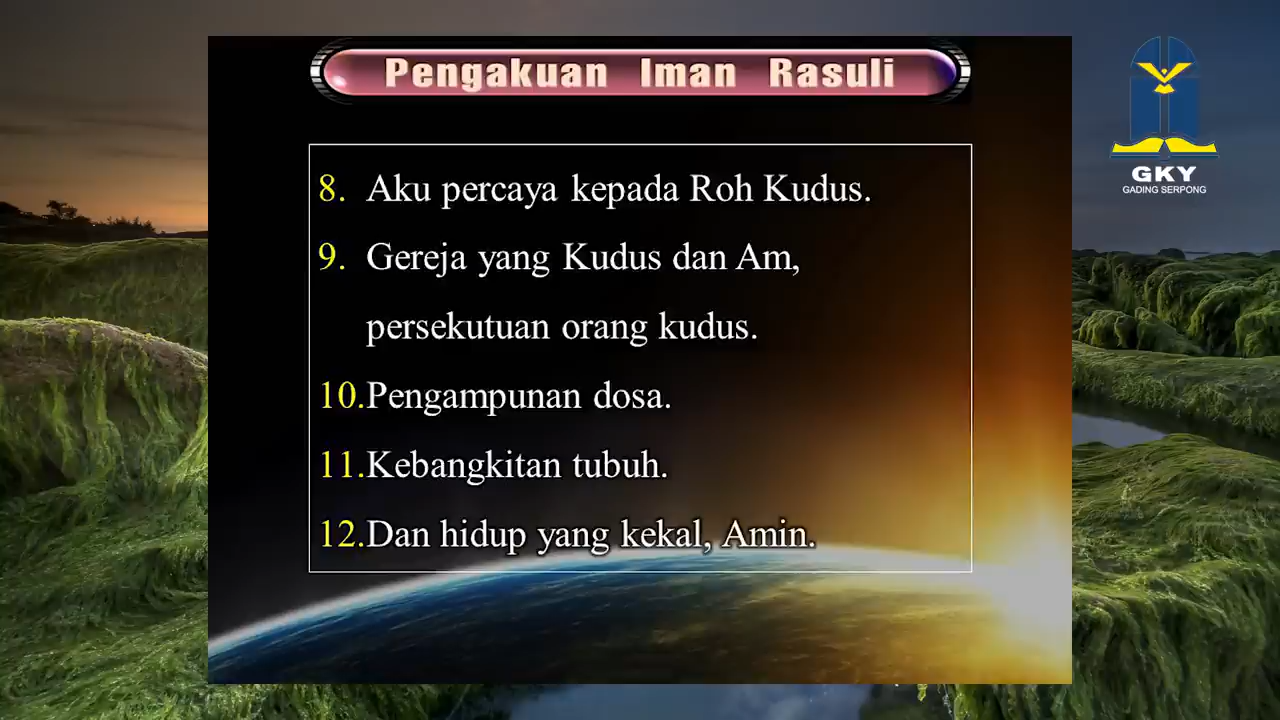 Pengakuan Iman Rasuli
8. Aku percaya kepada Roh Kudus.
9. Gereja yang Kudus dan Am,
persekutuan orang kudus.
10.Pengampunan dosa.
11.Kebangkitan tubuh.
12.Dan hidup yang kekal, Amin.
GKY
GADING SERPONG